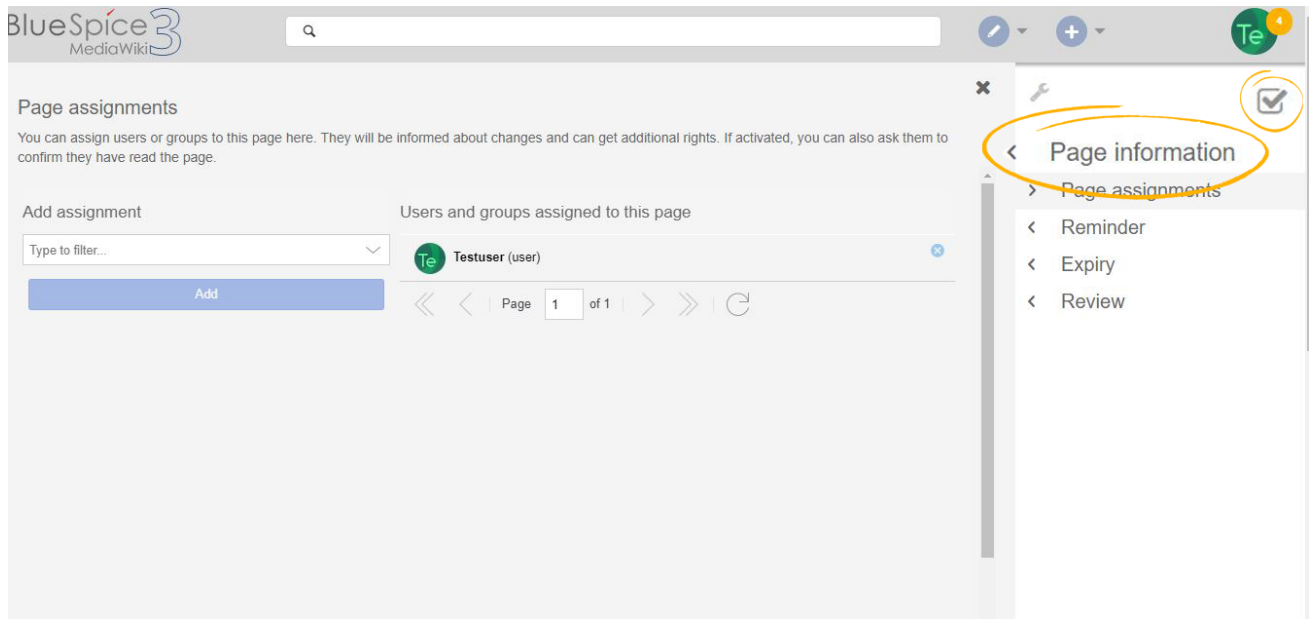 BlueSpice 3
MediaWiki
Te
4
Page assignments
You can assign users or groups to this page here. They will be informed about changes and can get additional rights. If activated, you can also ask them to
confirm they have read the page.
Add assignment
Type to filter...
Add
Users and groups assigned to this page
Te Testuser (user)
Page 1 of 1
Page information
Page assignments
Reminder
Expiry
Review